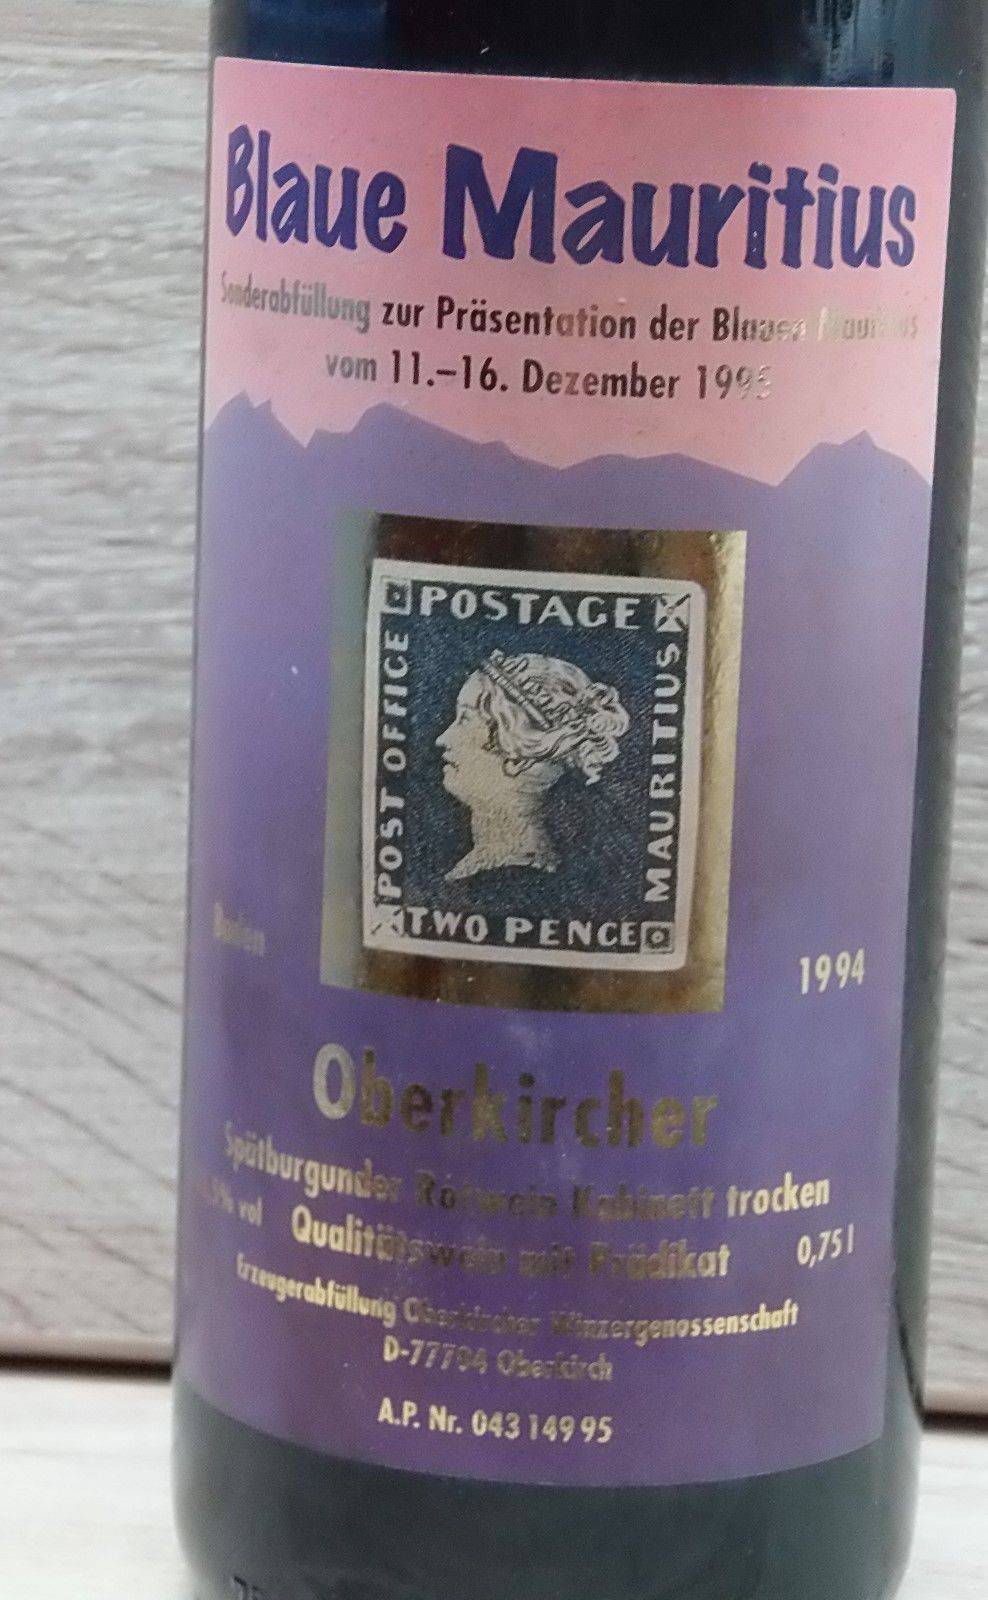 Blaue Mauritius
Sonderabfüllung zur Präsentation der Blauen Mauritius
vom 11.–16. Dezember 1995
POSTAGE
POST OFFICE
MAURITIUS
TWO PENCE
Baden
1994
Oberkircher
Spätburgunder Rotwein Kabinett trocken
% vol Qualitätswein mit Prädikat 0,75 l
Erzeugerabfüllung Oberkircher Winzergenossenschaft
D-77704 Oberkirch
A.P. Nr. 043 149 95